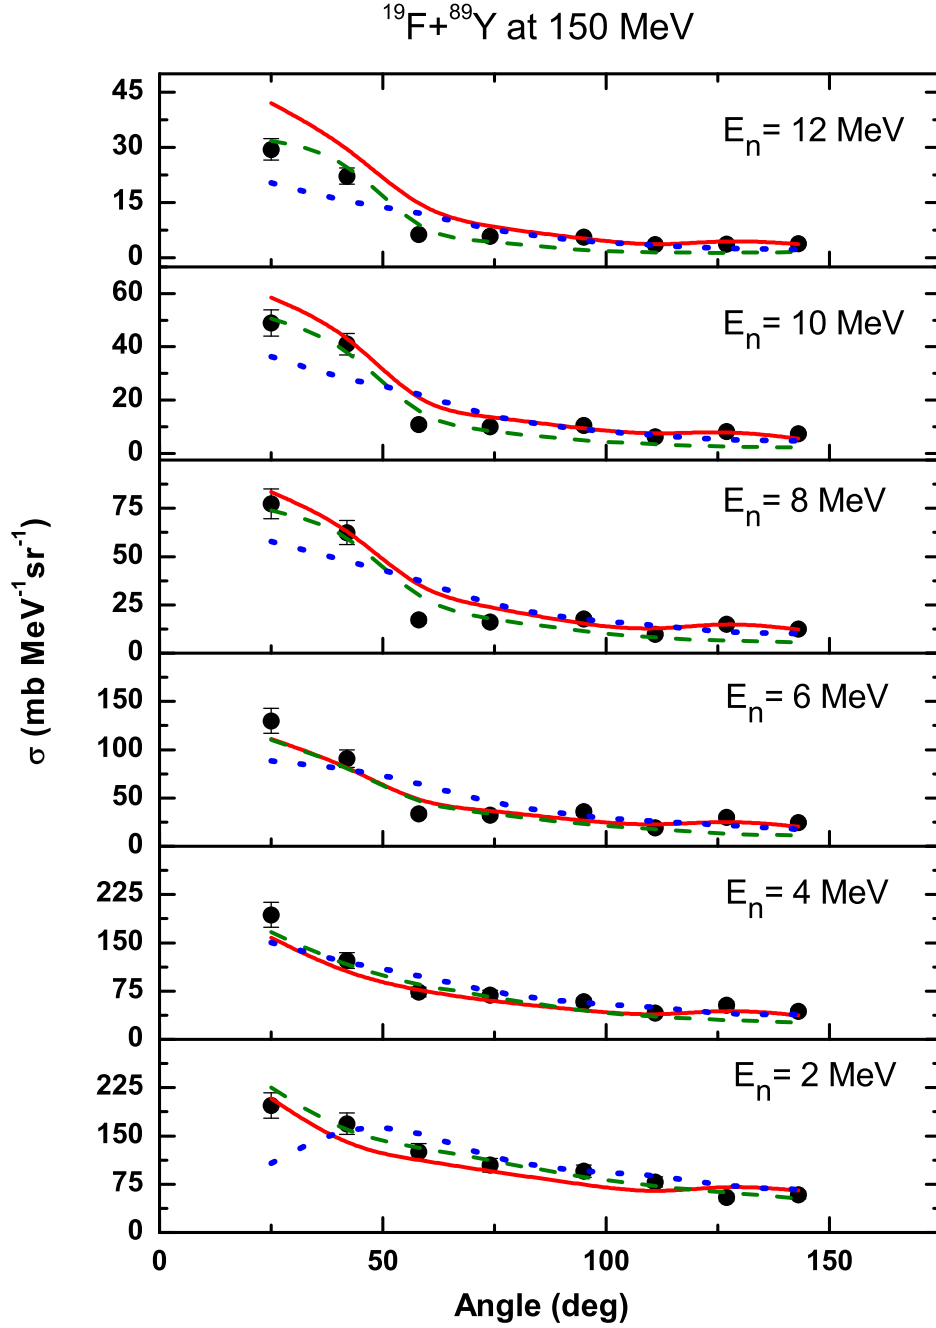 ¹⁹F+⁸⁹Y at 150 MeV
45
30
15
0
Eₙ= 12 MeV
60
40
20
0
Eₙ= 10 MeV
75
50
25
0
Eₙ= 8 MeV
σ (mb MeV⁻¹sr⁻¹)
150
100
50
0
Eₙ= 6 MeV
225
150
75
0
Eₙ= 4 MeV
225
150
75
0
Eₙ= 2 MeV
0 50 100 150
Angle (deg)